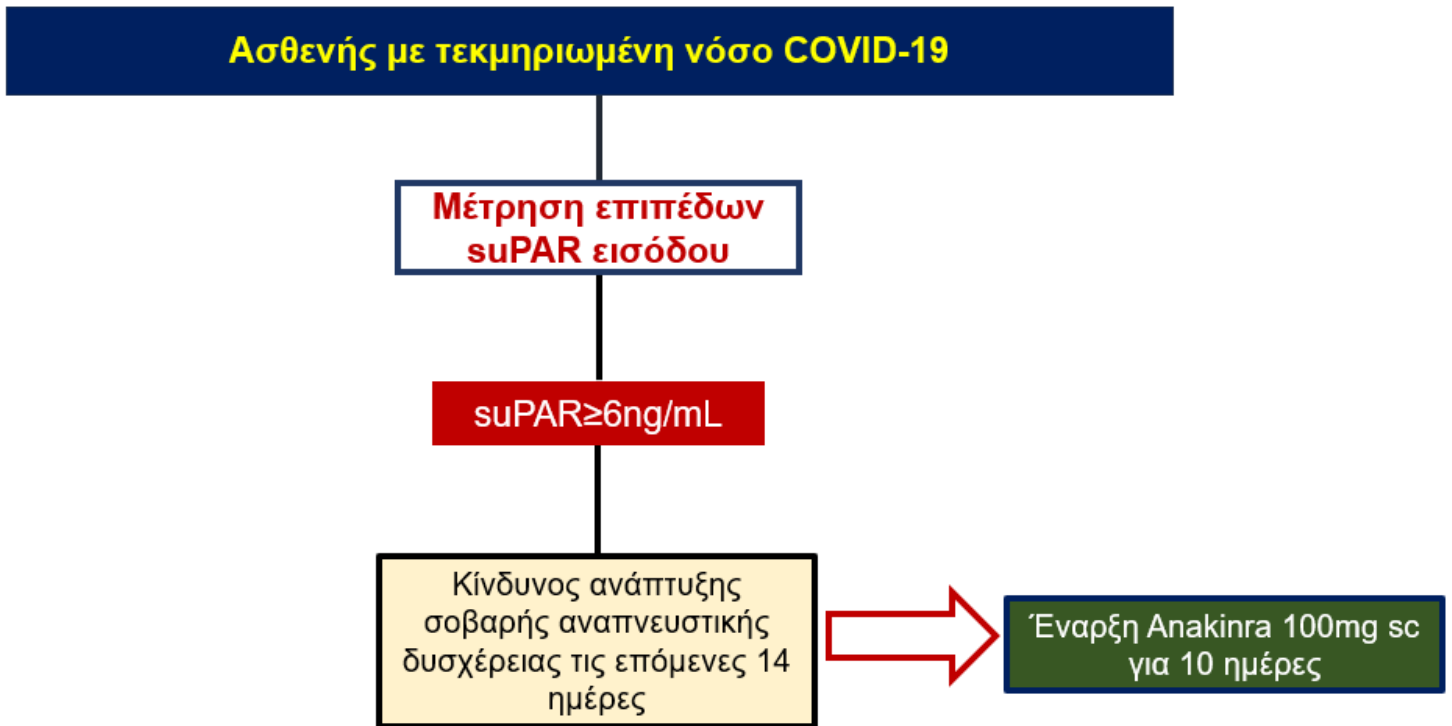 Ασθενής με τεκμηριωμένη νόσο COVID-19
Μέτρηση επιπέδων
suPAR εισόδου
suPAR≥6ng/mL
Κίνδυνος ανάπτυξης
σοβαρής αναπνευστικής
δυσχέρειας τις επόμενες 14
ημέρες
Έναρξη Anakinra 100mg sc
για 10 ημέρες